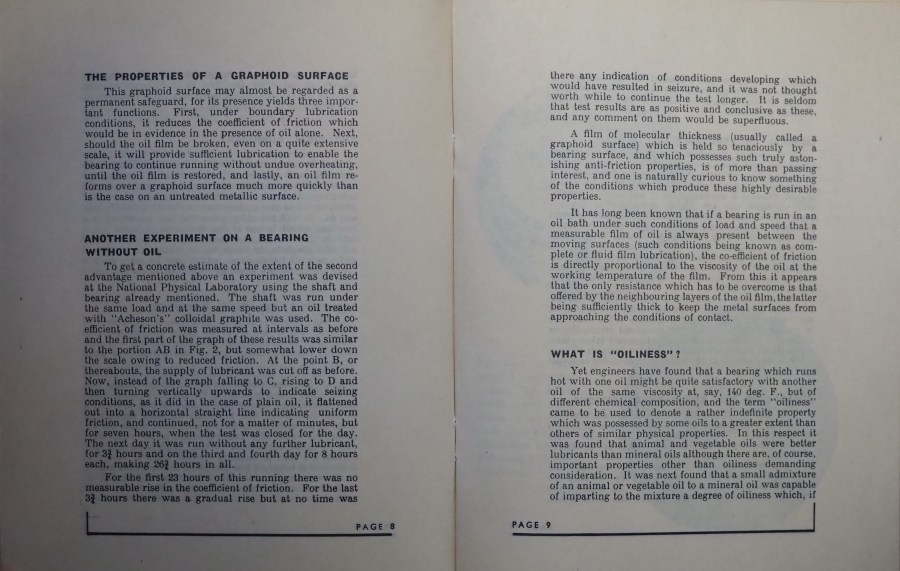 THE PROPERTIES OF A GRAPHOID SURFACE
This graphoid surface may almost be regarded as a
permanent safeguard, for its presence yields three impor-
tant functions. First, under boundary lubrication
conditions, it reduces the coefficient of friction which
would be in evidence in the presence of oil alone. Next,
should the oil film be broken, even on a quite extensive
scale, it will provide sufficient lubrication to enable the
bearing to continue running without undue overheating,
until the oil film is restored, and lastly, an oil film re-
forms over a graphoid surface much more quickly than
is the case on an untreated metallic surface.
ANOTHER EXPERIMENT ON A BEARING
WITHOUT OIL
To get a concrete estimate of the extent of the second
advantage mentioned above an experiment was devised
at the National Physical Laboratory using the shaft and
bearing already mentioned. The shaft was run under
the same load and at the same speed but an oil treated
with "Acheson's" colloidal graphite was used. The co-
efficient of friction was measured at intervals as before
and the first part of the graph of these results was similar
to the portion AB in Fig. 2, but somewhat lower down
the scale owing to reduced friction. At the point B, or
thereabouts, the supply of lubricant was cut off as before.
Now, instead of the graph falling to C, rising to D and
then turning vertically upwards to indicate seizing
conditions, as it did in the case of plain oil, it flattened
out into a horizontal straight line indicating uniform
friction, and continued, not for a matter of minutes, but
for seven hours, when the test was closed for the day.
The next day it was run without any further lubricant,
for 3¾ hours and on the third and fourth day for 8 hours
each, making 26¾ hours in all.
For the first 23 hours of this running there was no
measurable rise in the coefficient of friction. For the last
3¾ hours there was a gradual rise but at no time was
PAGE 8
there any indication of conditions developing which
would have resulted in seizure, and it was not thought
worth while to continue the test longer. It is seldom
that test results are as positive and conclusive as these,
and any comment on them would be superfluous.
A film of molecular thickness (usually called a
graphoid surface) which is held so tenaciously by a
bearing surface, and which possesses such truly aston-
ishing anti-friction properties, is of more than passing
interest, and one is naturally curious to know something
of the conditions which produce these highly desirable
properties.
It has long been known that if a bearing is run in an
oil bath under such conditions of load and speed that a
measurable film of oil is always present between the
moving surfaces (such conditions being known as com-
plete or fluid film lubrication), the co-efficient of friction
is directly proportional to the viscosity of the oil at the
working temperature of the film. From this it appears
that the only resistance which has to be overcome is that
offered by the neighbouring layers of the oil film, the latter
being sufficiently thick to keep the metal surfaces from
approaching the conditions of contact.
WHAT IS "OILINESS"?
Yet engineers have found that a bearing which runs
hot with one oil might be quite satisfactory with another
oil of the same viscosity at, say, 140 deg. F., but of
different chemical composition, and the term "oiliness"
came to be used to denote a rather indefinite property
which was possessed by some oils to a greater extent than
others of similar physical properties. In this respect it
was found that animal and vegetable oils were better
lubricants than mineral oils although there are, of course,
important properties other than oiliness demanding
consideration. It was next found that a small admixture
of an animal or vegetable oil to a mineral oil was capable
of imparting to the mixture a degree of oiliness which, if
PAGE 9